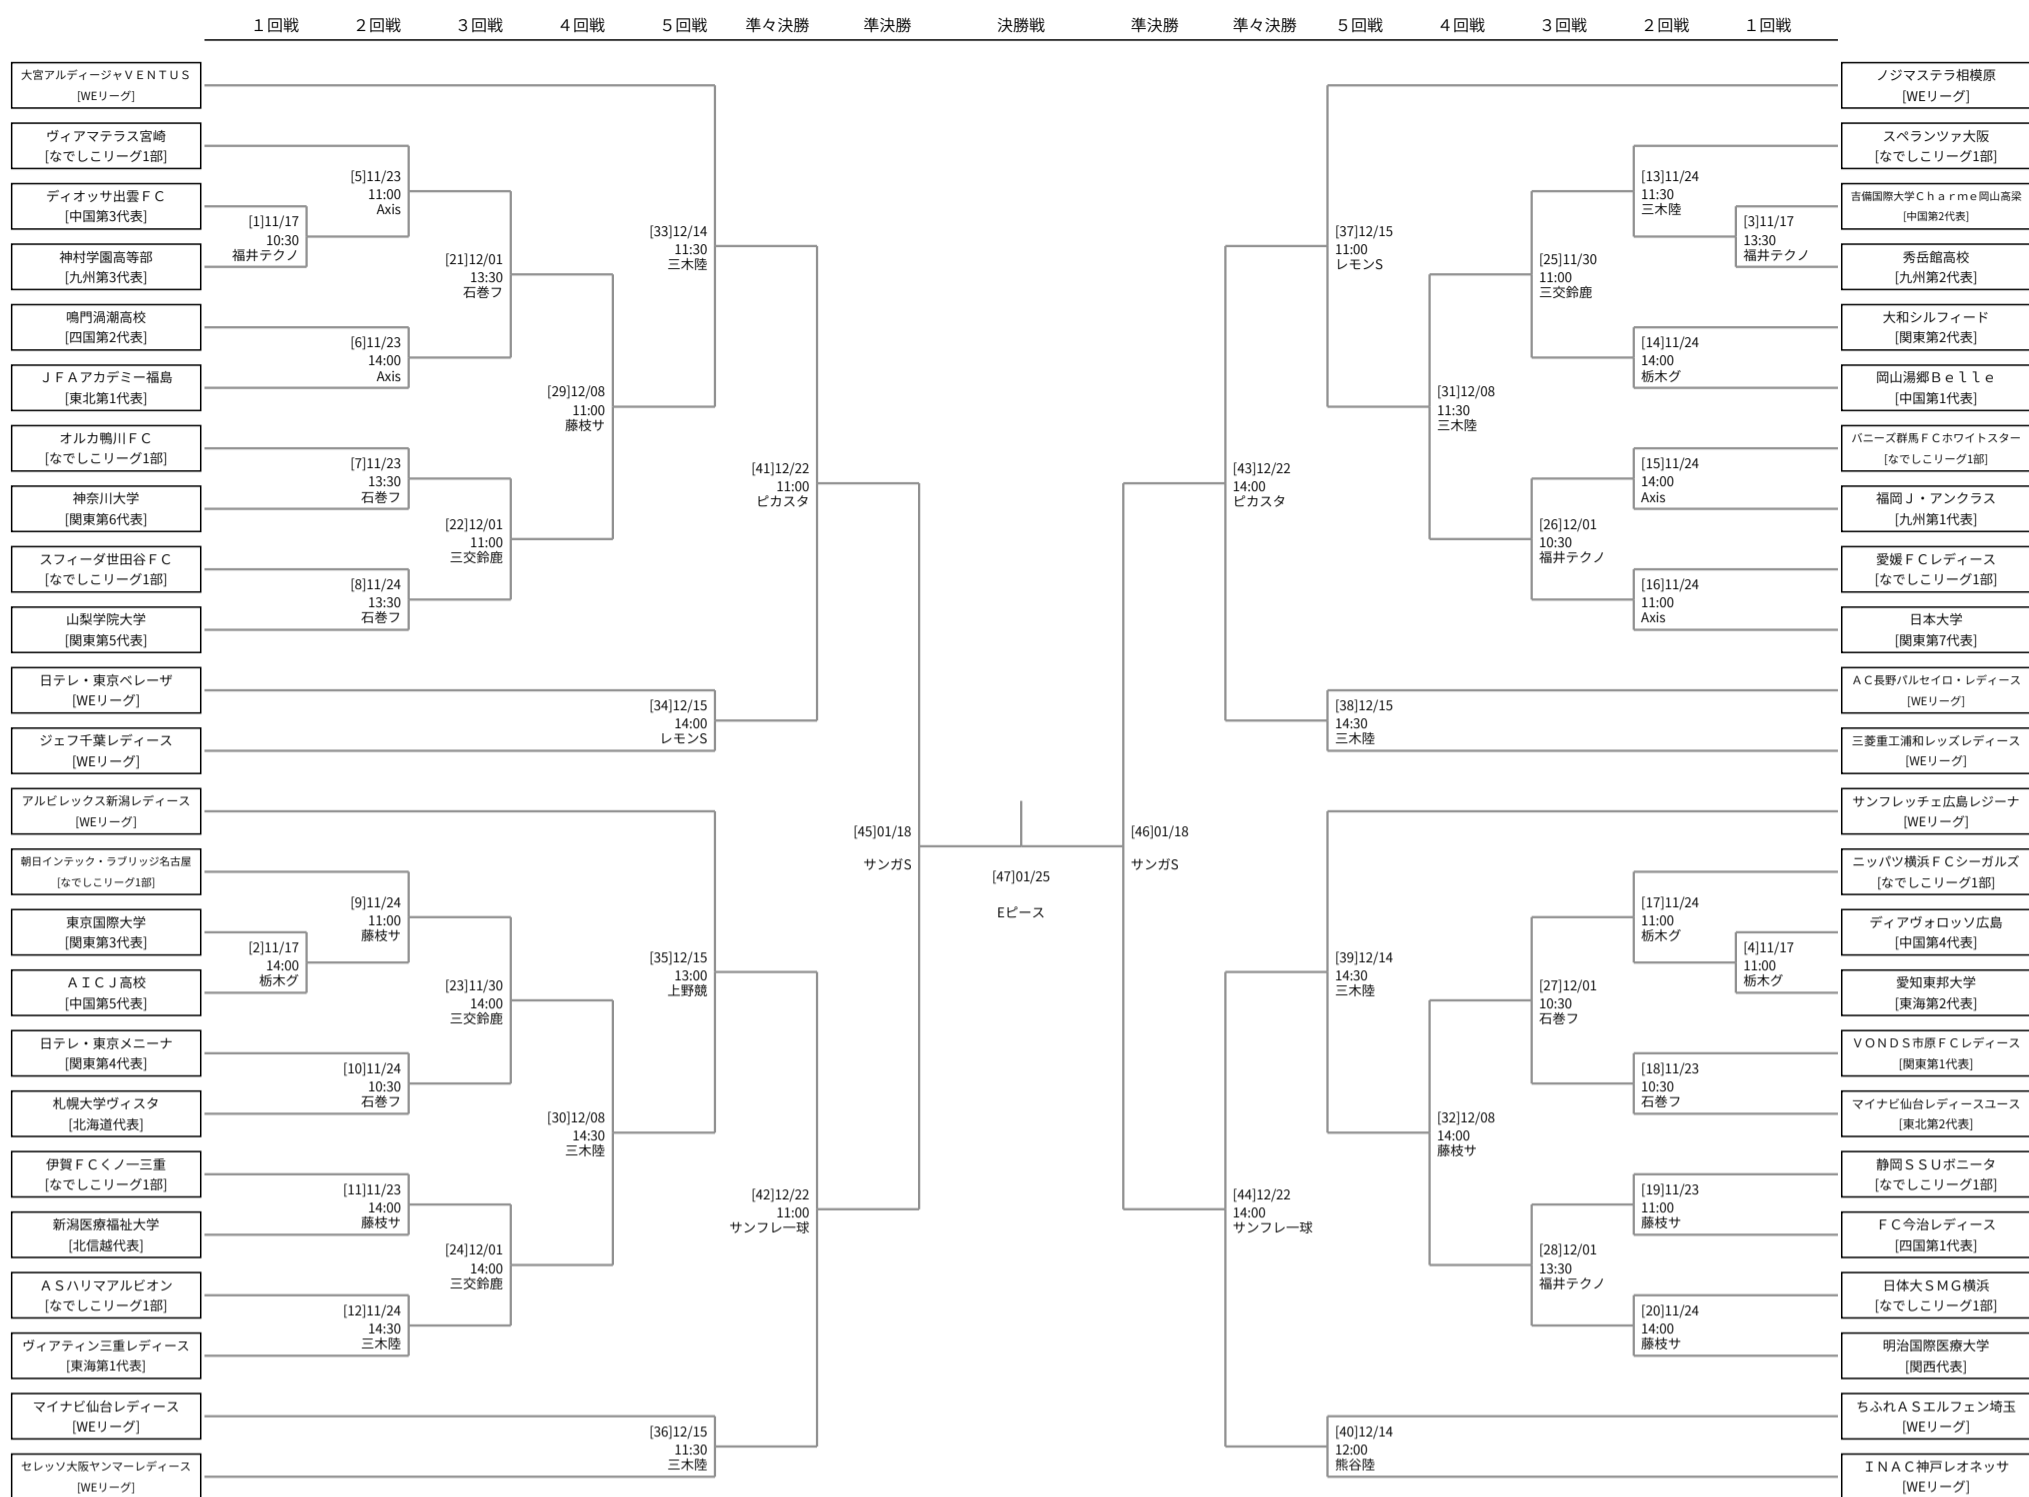 １回戦 ２回戦 ３回戦 ４回戦 ５回戦 準々決勝 準決勝 決勝戦 準決勝 準々決勝 ５回戦 ４回戦 ３回戦 ２回戦 １回戦
大宮アルディージャＶＥＮＴＵＳ
[WEリーグ]
ヴィアマテラス宮崎
[なでしこリーグ1部]
ディオッサ出雲ＦＣ
[中国第3代表]
神村学園高等部
[九州第3代表]
鳴門渦潮高校
[四国第2代表]
ＪＦＡアカデミー福島
[東北第1代表]
オルカ鴨川ＦＣ
[なでしこリーグ1部]
神奈川大学
[関東第6代表]
スフィーダ世田谷ＦＣ
[なでしこリーグ1部]
山梨学院大学
[関東第5代表]
日テレ・東京ベレーザ
[WEリーグ]
ジェフ千葉レディース
[WEリーグ]
アルビレックス新潟レディース
[WEリーグ]
朝日インテック・ラブリッジ名古屋
[なでしこリーグ1部]
東京国際大学
[関東第3代表]
ＡＩＣＪ高校
[中国第5代表]
日テレ・東京メニーナ
[関東第4代表]
札幌大学ヴィスタ
[北海道代表]
伊賀ＦＣくノ一三重
[なでしこリーグ1部]
新潟医療福祉大学
[北信越代表]
ＡＳハリマアルビオン
[なでしこリーグ1部]
ヴィアティン三重レディース
[東海第1代表]
マイナビ仙台レディース
[WEリーグ]
セレッソ大阪ヤンマーレディース
[WEリーグ]
[1]11/17
10:30
福井テクノ
[2]11/17
14:00
栃木グ
[5]11/23
11:00
Axis
[6]11/23
14:00
Axis
[7]11/23
13:30
石巻フ
[8]11/24
13:30
石巻フ
[9]11/24
11:00
藤枝サ
[10]11/24
10:30
石巻フ
[11]11/23
14:00
藤枝サ
[12]11/24
14:30
三木陸
[21]12/01
13:30
石巻フ
[22]12/01
11:00
三交鈴鹿
[23]11/30
14:00
三交鈴鹿
[24]12/01
14:00
三交鈴鹿
[29]12/08
11:00
藤枝サ
[30]12/08
14:30
三木陸
[33]12/14
11:30
三木陸
[34]12/15
14:00
レモンS
[35]12/15
13:00
上野競
[36]12/15
11:30
三木陸
[41]12/22
11:00
ピカスタ
[42]12/22
11:00
サンフレ一球
[45]01/18
サンガS
[47]01/25
Eピース
[46]01/18
サンガS
[43]12/22
14:00
ピカスタ
[44]12/22
14:00
サンフレ一球
[37]12/15
11:00
レモンS
[38]12/15
14:30
三木陸
[39]12/14
14:30
三木陸
[40]12/14
12:00
熊谷陸
[31]12/08
11:30
三木陸
[32]12/08
14:00
藤枝サ
[25]11/30
11:00
三交鈴鹿
[26]12/01
10:30
福井テクノ
[27]12/01
10:30
石巻フ
[28]12/01
13:30
福井テクノ
[13]11/24
11:30
三木陸
[14]11/24
14:00
栃木グ
[15]11/24
14:00
Axis
[16]11/24
11:00
Axis
[17]11/24
11:00
栃木グ
[18]11/23
10:30
石巻フ
[19]11/23
11:00
藤枝サ
[20]11/24
14:00
藤枝サ
[3]11/17
13:30
福井テクノ
[4]11/17
11:00
栃木グ
ノジマステラ相模原
[WEリーグ]
スペランツァ大阪
[なでしこリーグ1部]
吉備国際大学Ｃｈａｒｍｅ岡山高梁
[中国第2代表]
秀岳館高校
[九州第2代表]
大和シルフィード
[関東第2代表]
岡山湯郷Ｂｅｌｌｅ
[中国第1代表]
バニーズ群馬ＦＣホワイトスター
[なでしこリーグ1部]
福岡Ｊ・アンクラス
[九州第1代表]
愛媛ＦＣレディース
[なでしこリーグ1部]
日本大学
[関東第7代表]
ＡＣ長野パルセイロ・レディース
[WEリーグ]
三菱重工浦和レッズレディース
[WEリーグ]
サンフレッチェ広島レジーナ
[WEリーグ]
ニッパツ横浜ＦＣシーガルズ
[なでしこリーグ1部]
ディアヴォロッソ広島
[中国第4代表]
愛知東邦大学
[東海第2代表]
ＶＯＮＤＳ市原ＦＣレディース
[関東第1代表]
マイナビ仙台レディースユース
[東北第2代表]
静岡ＳＳＵボニータ
[なでしこリーグ1部]
ＦＣ今治レディース
[四国第1代表]
日体大ＳＭＧ横浜
[なでしこリーグ1部]
明治国際医療大学
[関西代表]
ちふれＡＳエルフェン埼玉
[WEリーグ]
ＩＮＡＣ神戸レオネッサ
[WEリーグ]